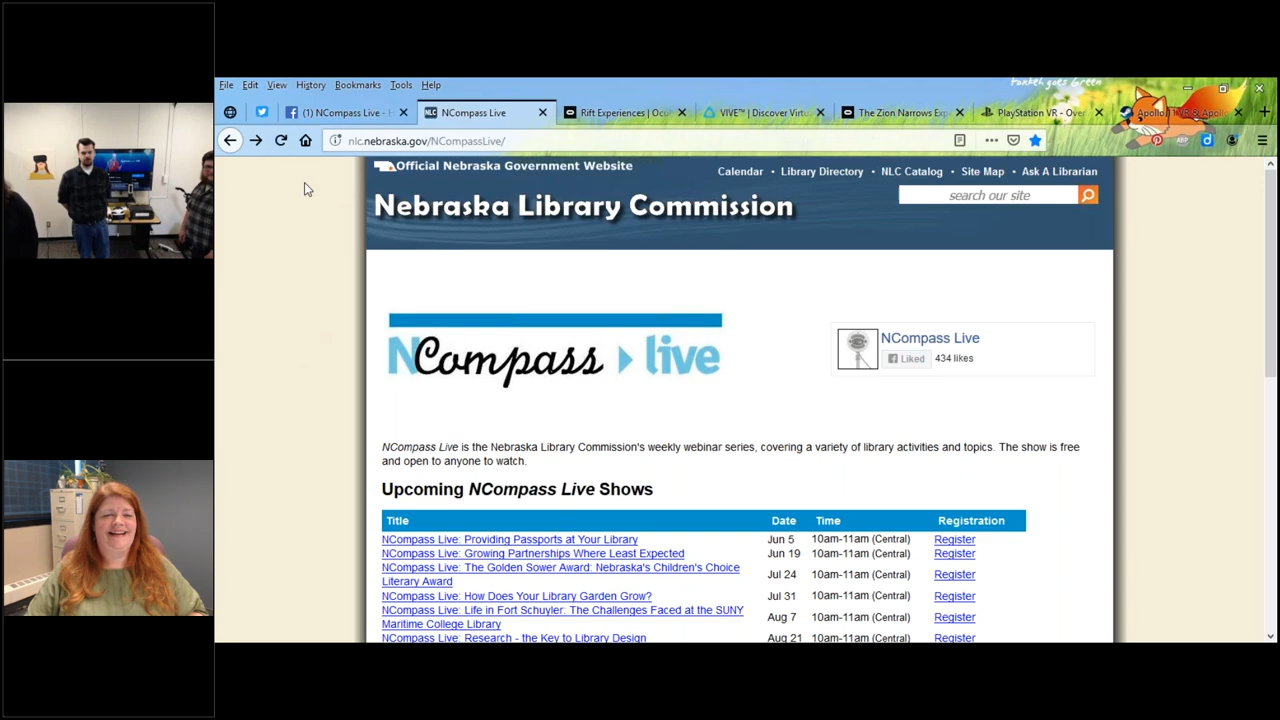 Foxkeh goes Green
File Edit View History Bookmarks Tools Help
(1) NCompass Live - H
NCompass Live
Rift Experiences | Ocu
VIVE™ | Discover Virtu
The Zion Narrows Exp
PlayStation VR - Over
nlc.nebraska.gov/NCompassLive/
Official Nebraska Government Website
Calendar • Library Directory • NLC Catalog • Site Map • Ask A Librarian
Nebraska Library Commission
search our site
NCompass live
NCompass Live
Liked 434 likes
NCompass Live is the Nebraska Library Commission's weekly webinar series, covering a variety of library activities and topics. The show is free
and open to anyone to watch.
Upcoming NCompass Live Shows
Title Date Time Registration
NCompass Live: Providing Passports at Your Library Jun 5 10am-11am (Central) Register
NCompass Live: Growing Partnerships Where Least Expected Jun 19 10am-11am (Central) Register
NCompass Live: The Golden Sower Award: Nebraska's Children's Choice
Literary Award Jul 24 10am-11am (Central) Register
NCompass Live: How Does Your Library Garden Grow? Jul 31 10am-11am (Central) Register
NCompass Live: Life in Fort Schuyler: The Challenges Faced at the SUNY
Maritime College Library Aug 7 10am-11am (Central) Register
NCompass Live: Research - the Key to Library Design Aug 21 10am-11am (Central) Register